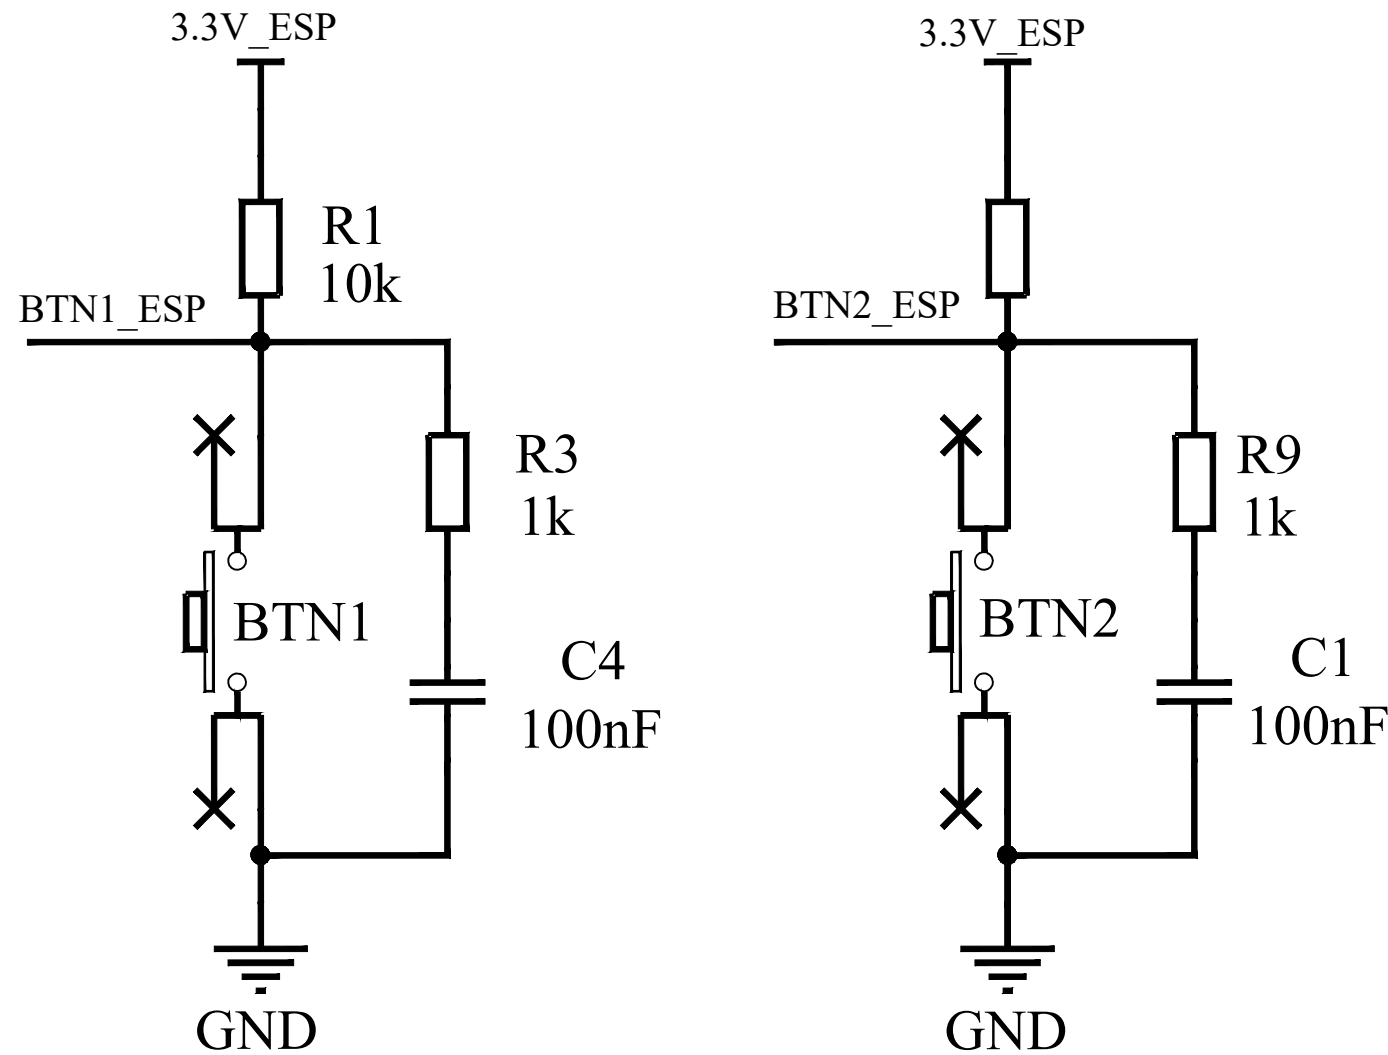 3.3V_ESP
R1
10k
BTN1_ESP
R3
1k
BTN1
C4
100nF
GND
3.3V_ESP
BTN2_ESP
R9
1k
BTN2
C1
100nF
GND